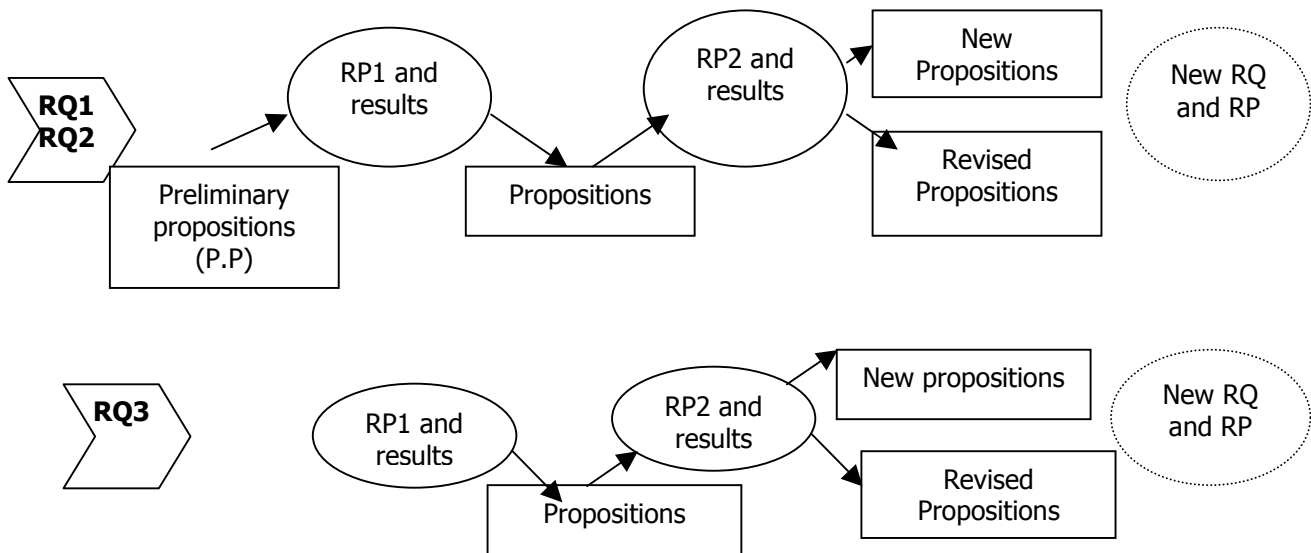 RQ1
RQ2
Preliminary
propositions
(P.P)
RP1 and
results
Propositions
RP2 and
results
New
Propositions
Revised
Propositions
New RQ
and RP
RQ3
RP1 and
results
Propositions
RP2 and
results
New propositions
Revised
Propositions
New RQ
and RP